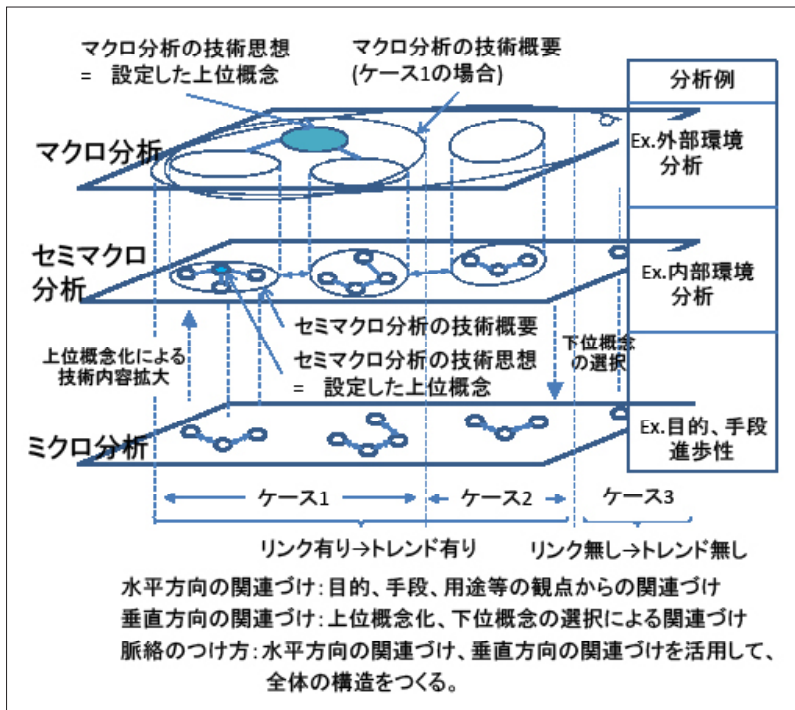 マクロ分析の技術思想
= 設定した上位概念
マクロ分析の技術概要
(ケース1の場合)
分析例
マクロ分析
Ex.外部環境
分析
セミマクロ
分析
Ex.内部環境
分析
セミマクロ分析の技術概要
上位概念化による
技術内容拡大
セミマクロ分析の技術思想
= 設定した上位概念
下位概念
の選択
ミクロ分析
Ex.目的、手段
進歩性
ケース1
ケース2
ケース3
リンク有り→トレンド有り
リンク無し→トレンド無し
水平方向の関連づけ：目的、手段、用途等の観点からの関連づけ
垂直方向の関連づけ：上位概念化、下位概念の選択による関連づけ
脈絡のつけ方：水平方向の関連づけ、垂直方向の関連づけを活用して、
全体の構造をつくる。